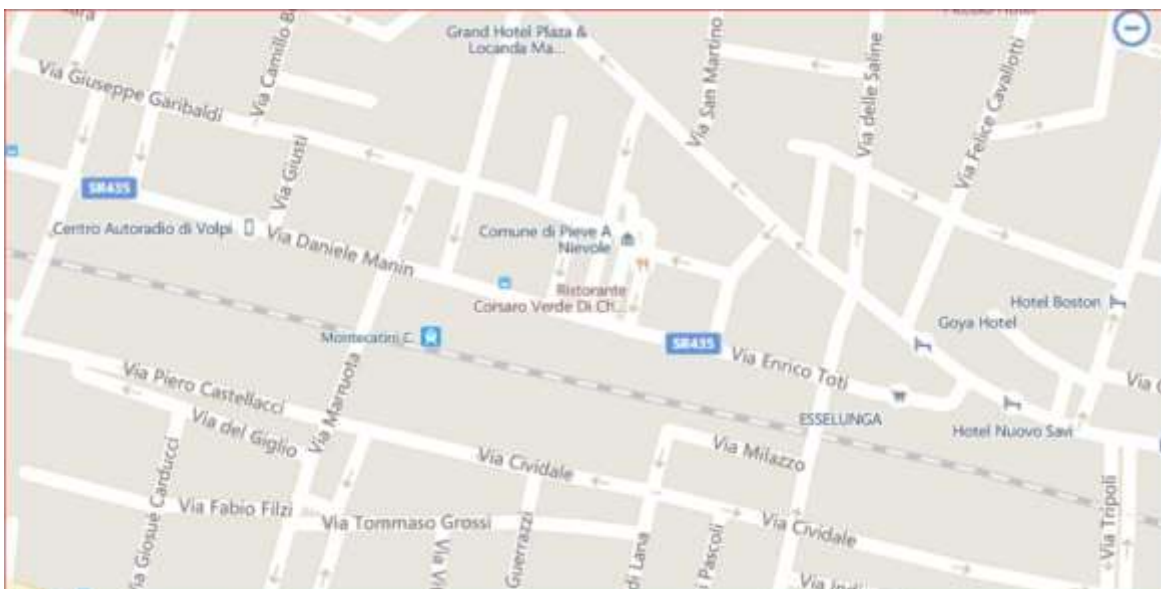 Grand Hotel Plaza &
Locanda Ma...
Via San Martino
Via delle Saline
Via Felice Cavallotti
Via Giuseppe Garibaldi
Via Camillo B
Via Giusti
SR435
Centro Autoradio di Volpi
Via Daniele Manin
Comune di Pieve A
Nievole
Ristorante
Corsaro Verde Di Ch...
Hotel Boston
Goya Hotel
Montecatini C.
SR435
Via Enrico Toti
ESSELUNGA
Hotel Nuovo Savi
Via Piero Castellacci
Via del Giglio
Via Marruota
Via Giosue Carducci
Via Cividale
Via Milazzo
Via Fabio Filzi
Via Tommaso Grossi
Guerrazzi
di Lana
i Pascoli
Via Cividale
Via Tripoli